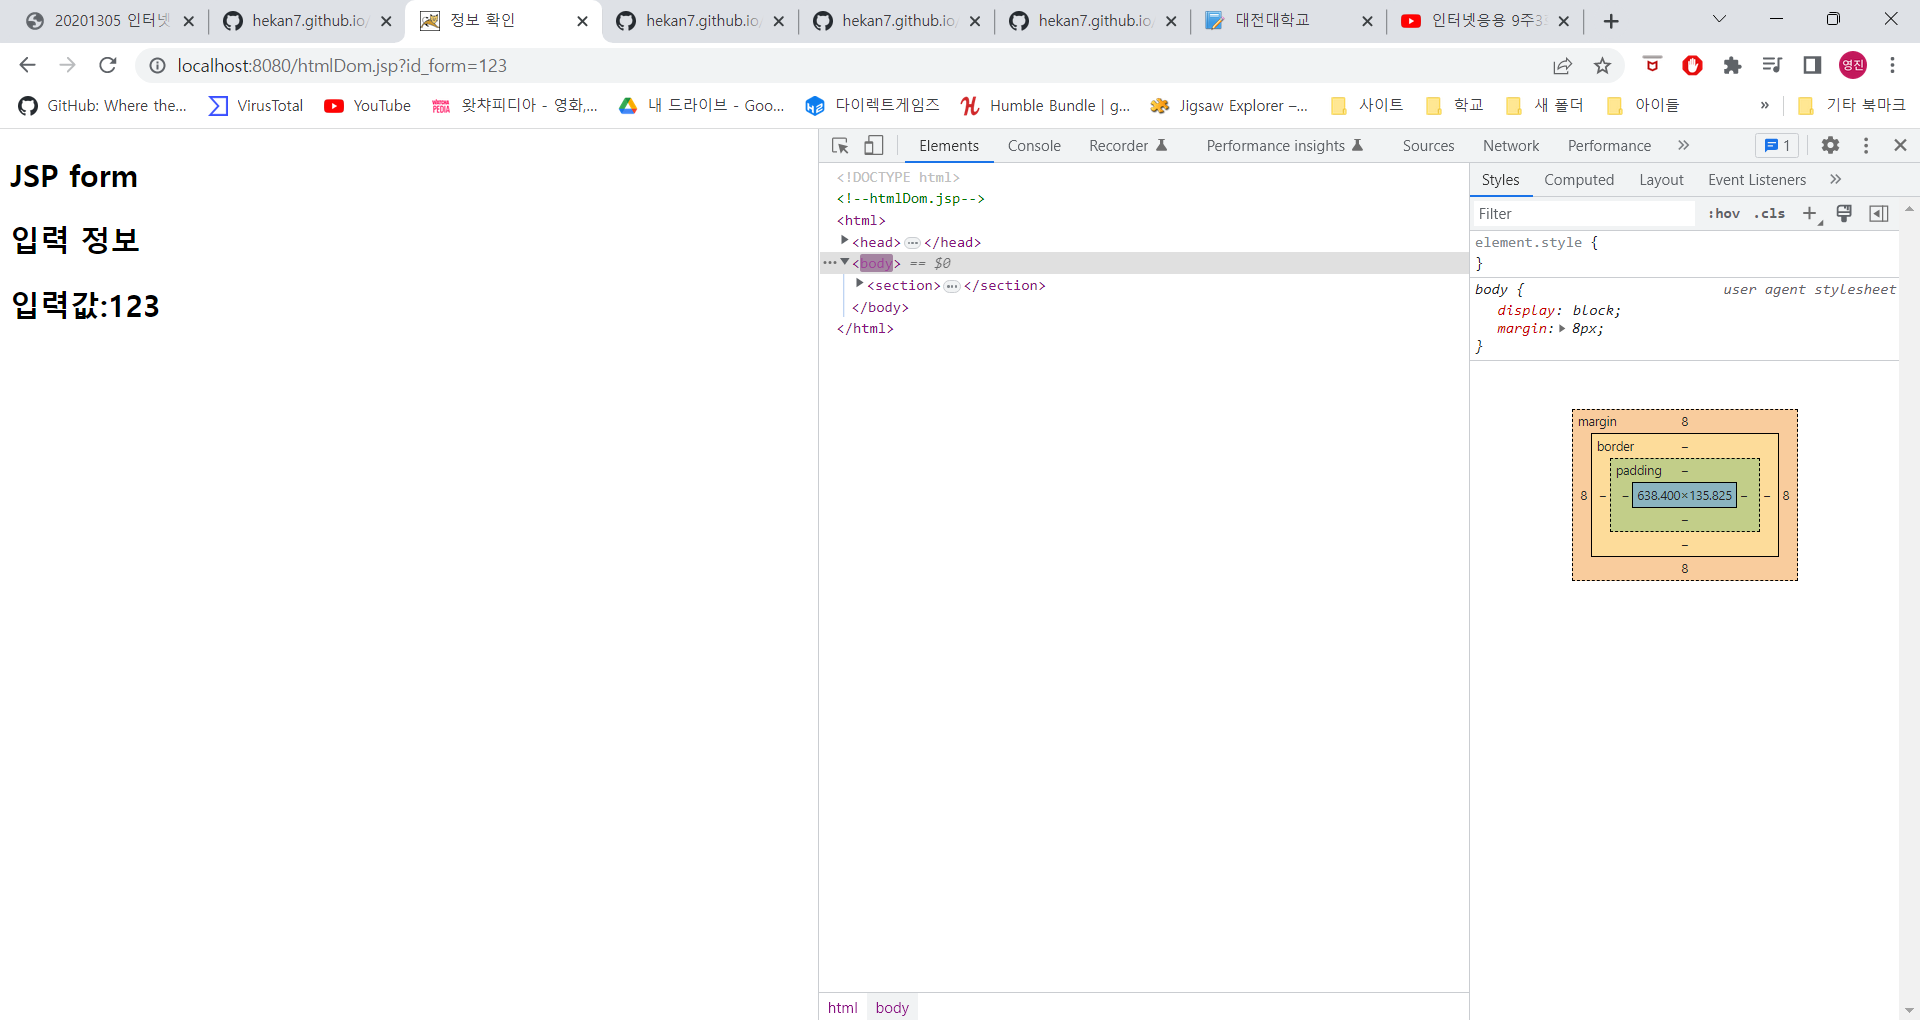 20201305 인터넷
hekan7.github.io/
정보 확인
hekan7.github.io/
hekan7.github.io/
hekan7.github.io/
대전대학교
인터넷응용 9주3
localhost:8080/htmlDom.jsp?id_form=123
영진
GitHub: Where the...
VirusTotal
YouTube
WATCHA PEDIA
왓챠피디아 - 영화,...
내 드라이브 - Goo...
다이렉트게임즈
Humble Bundle | g...
Jigsaw Explorer –...
사이트
학교
새 폴더
아이들
»
기타 북마크
JSP form
입력 정보
입력값:123
Elements
Console
Recorder
Performance insights
Sources
Network
Performance
»
1
<!DOCTYPE html>
<!--htmlDom.jsp-->
<html>
<head>…</head>
<body> == $0
<section>…</section>
</body>
</html>
html
body
Styles
Computed
Layout
Event Listeners
»
Filter
:hov
.cls
element.style {
}
body {
user agent stylesheet
display: block;
margin: 8px;
}
margin
8
border
–
padding
–
8
–
–
638.400×135.825
–
–
8
–
–
8